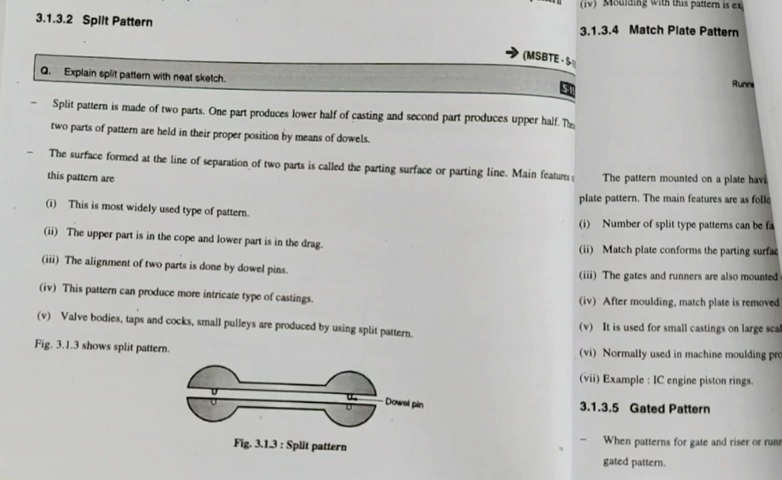 3.1.3.2 Split Pattern
→ (MSBTE - S-
Q. Explain split pattern with neat sketch.
– Split pattern is made of two parts. One part produces lower half of casting and second part produces upper half.
two parts of pattern are held in their proper position by means of dowels.
– The surface formed at the line of separation of two parts is called the parting surface or parting line. Main features
this pattern are
(i) This is most widely used type of pattern.
(ii) The upper part is in the cope and lower part is in the drag.
(iii) The alignment of two parts is done by dowel pins.
(iv) This pattern can produce more intricate type of castings.
(v) Valve bodies, taps and cocks, small pulleys are produced by using split pattern.
Fig. 3.1.3 shows split pattern.
Dowel pin
Fig. 3.1.3 : Split pattern
(iv) Moulding with this pattern is
3.1.3.4 Match Plate Pattern
The pattern mounted on a plate
plate pattern. The main features are as
(i) Number of split type patterns can be
(ii) Match plate conforms the parting
(iii) The gates and runners are also mounted
(iv) After moulding, match plate is removed
(v) It is used for small castings on large
(vi) Normally used in machine moulding
(vii) Example : IC engine piston rings.
3.1.3.5 Gated Pattern
– When patterns for gate and riser or
gated pattern.